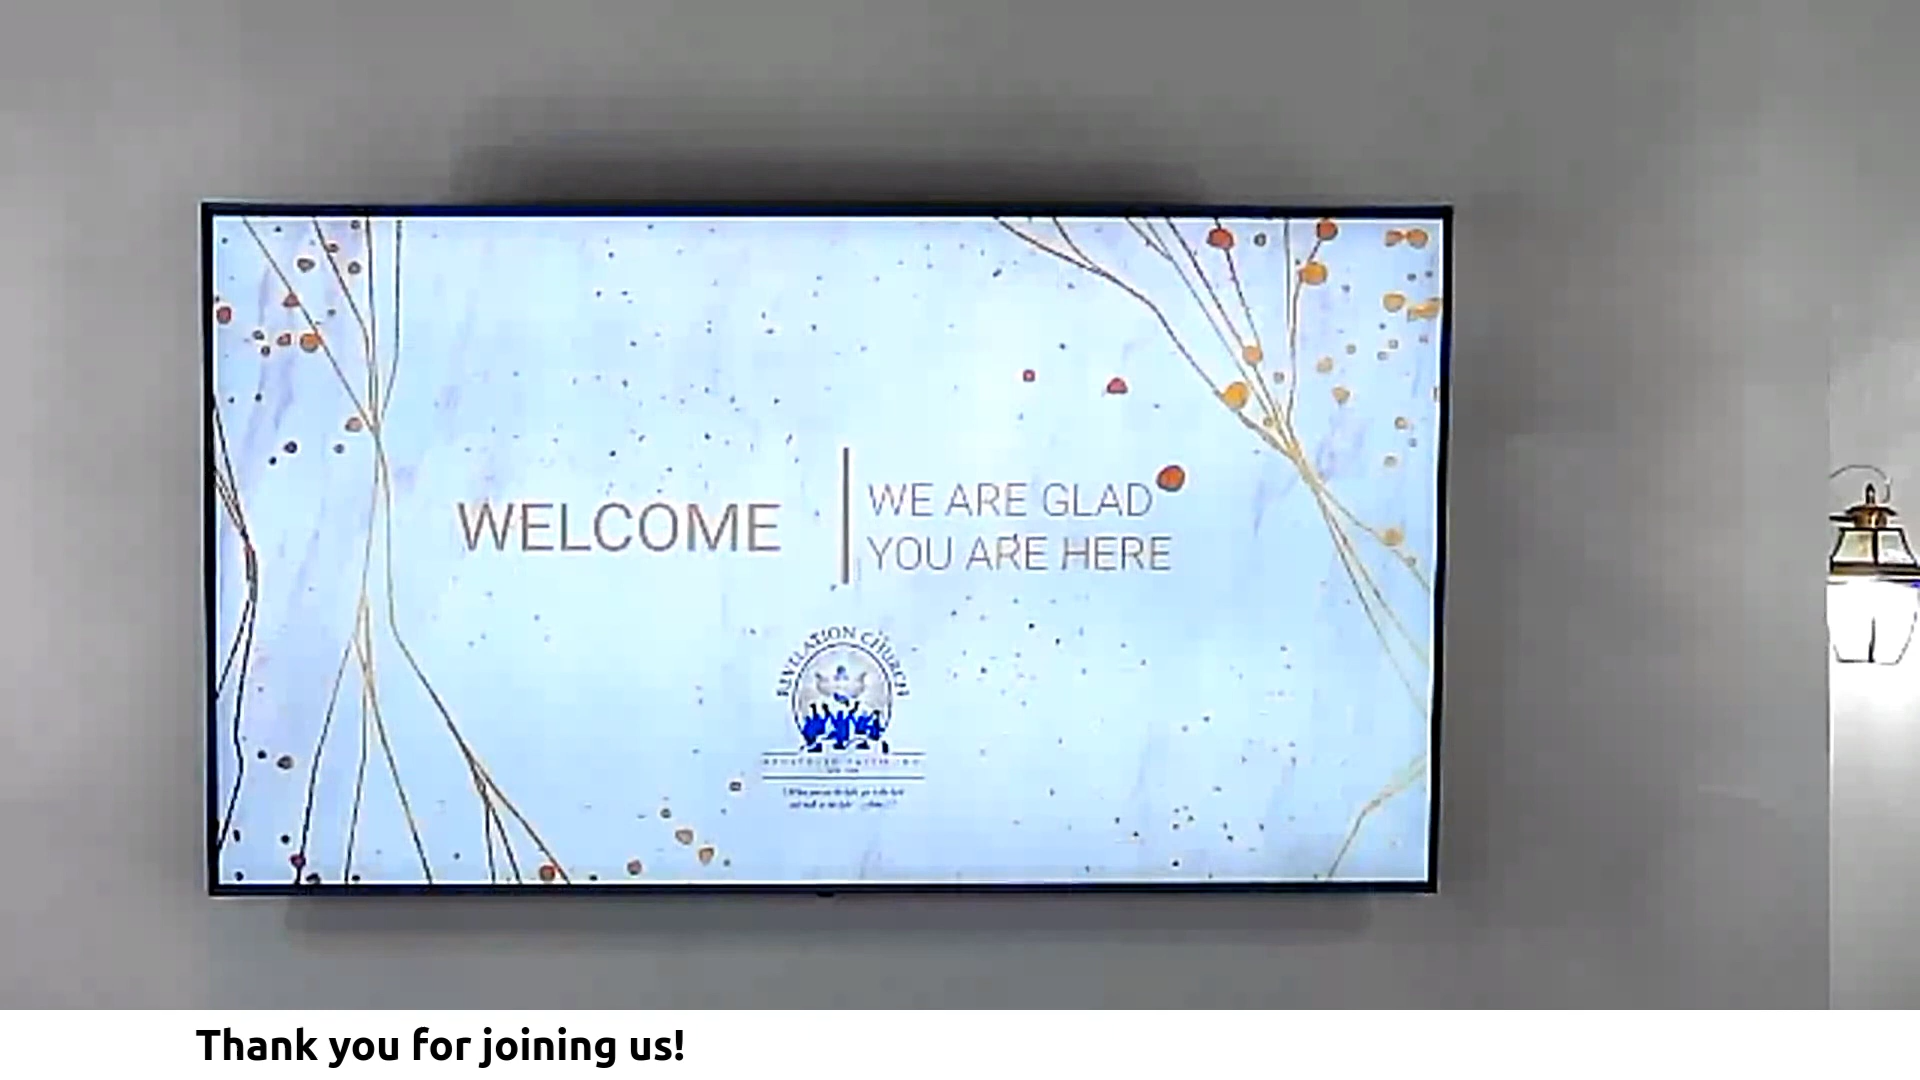 WELCOME
WE ARE GLAD
YOU ARE HERE
REVELATION CHURCH
Thank you for joining us!